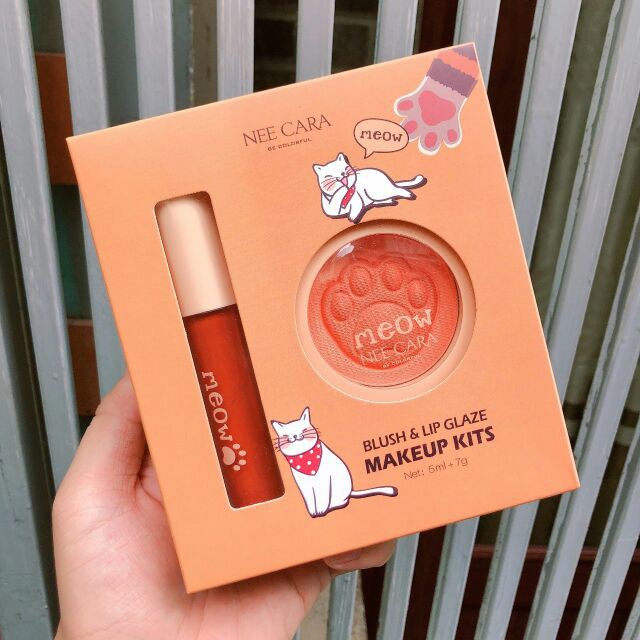 NEE CARA
BE COLORFUL
meow
meow
NEE CARA
BE COLORFUL
meow
BLUSH & LIP GLAZE
MAKEUP KITS
Net: 5ml+7g